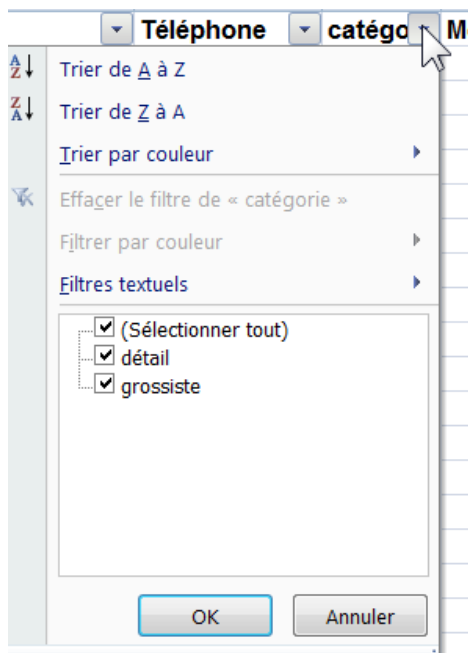 Téléphone catégo M
Trier de A à Z
Trier de Z à A
Trier par couleur
Effacer le filtre de « catégorie »
Filtrer par couleur
Filtres textuels
(Sélectionner tout)
détail
grossiste
OK Annuler